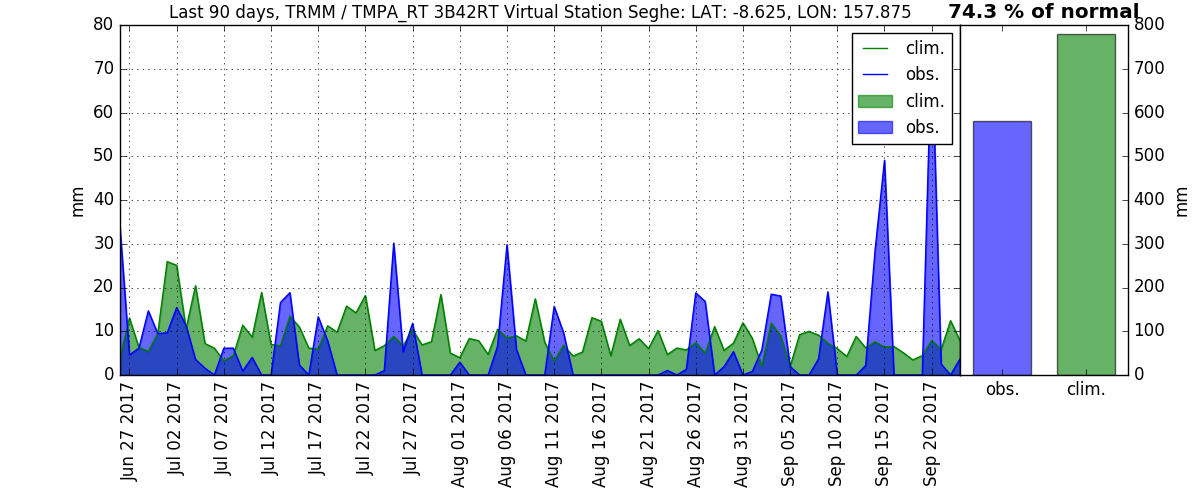 Last 90 days, TRMM / TMPA_RT 3B42RT Virtual Station Seghe: LAT: -8.625, LON: 157.875
74.3 % of normal
80
70
60
50
40
30
20
10
0
mm
clim.
obs.
clim.
obs.
800
700
600
500
400
300
200
100
0
mm
obs.
clim.
Jun 27 2017
Jul 02 2017
Jul 07 2017
Jul 12 2017
Jul 17 2017
Jul 22 2017
Jul 27 2017
Aug 01 2017
Aug 06 2017
Aug 11 2017
Aug 16 2017
Aug 21 2017
Aug 26 2017
Aug 31 2017
Sep 05 2017
Sep 10 2017
Sep 15 2017
Sep 20 2017